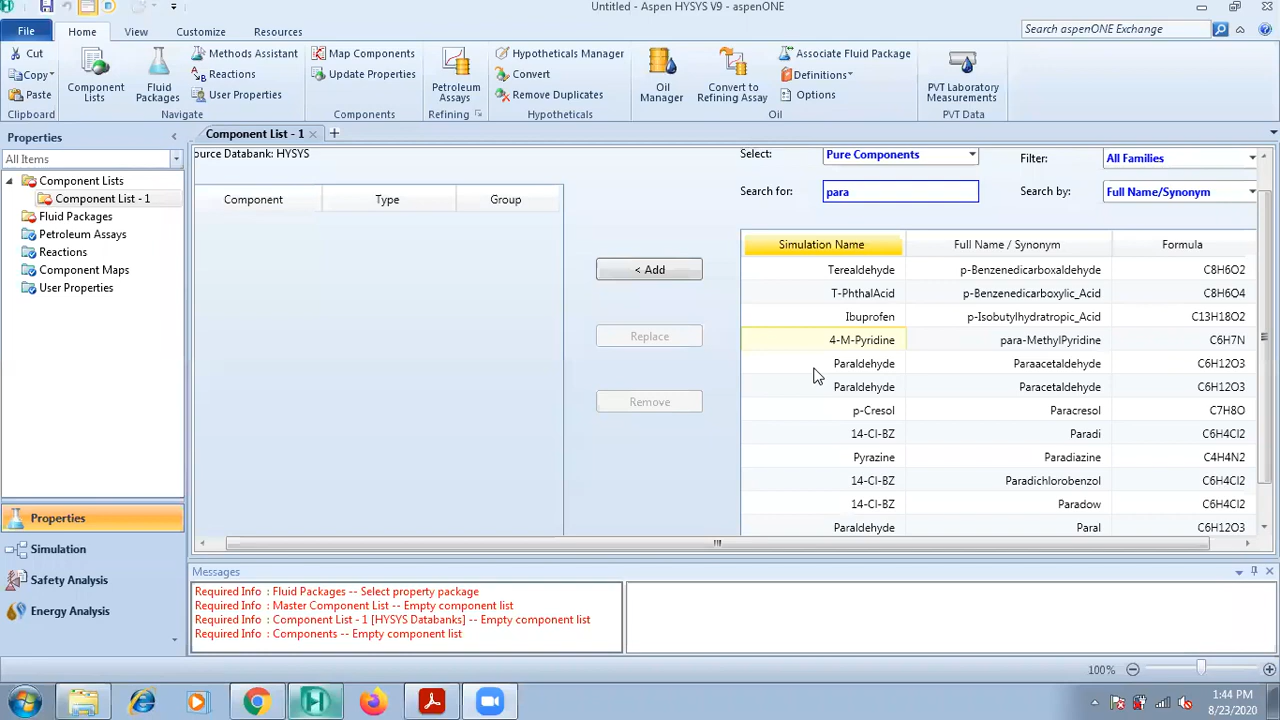 Untitled - Aspen HYSYS V9 - aspenONE
File Home View Customize Resources
Search aspenONE Exchange
Cut
Copy
Paste
Clipboard
Component Lists
Fluid Packages
Methods Assistant
Reactions
User Properties
Navigate
Map Components
Update Properties
Components
Petroleum Assays
Refining
Hypotheticals Manager
Convert
Remove Duplicates
Hypotheticals
Oil Manager
Convert to Refining Assay
Associate Fluid Package
Definitions
Options
Oil
PVT Laboratory Measurements
PVT Data
Properties
All Items
Component Lists
Component List - 1
Fluid Packages
Petroleum Assays
Reactions
Component Maps
User Properties
Properties
Simulation
Safety Analysis
Energy Analysis
Component List - 1
ource Databank: HYSYS
Component Type Group
< Add
Replace
Remove
Select: Pure Components Filter: All Families
Search for: para Search by: Full Name/Synonym
Simulation Name Full Name / Synonym Formula
Terealdehyde p-Benzenedicarboxaldehyde C8H6O2
T-PhthalAcid p-Benzenedicarboxylic_Acid C8H6O4
Ibuprofen p-Isobutylhydratropic_Acid C13H18O2
4-M-Pyridine para-MethylPyridine C6H7N
Paraldehyde Paraacetaldehyde C6H12O3
Paraldehyde Paracetaldehyde C6H12O3
p-Cresol Paracresol C7H8O
14-Cl-BZ Paradi C6H4Cl2
Pyrazine Paradiazine C4H4N2
14-Cl-BZ Paradichlorobenzol C6H4Cl2
14-Cl-BZ Paradow C6H4Cl2
Paraldehyde Paral C6H12O3
Messages
Required Info : Fluid Packages -- Select property package
Required Info : Master Component List -- Empty component list
Required Info : Component List - 1 [HYSYS Databanks] -- Empty component list
Required Info : Components -- Empty component list
100%
1:44 PM
8/23/2020